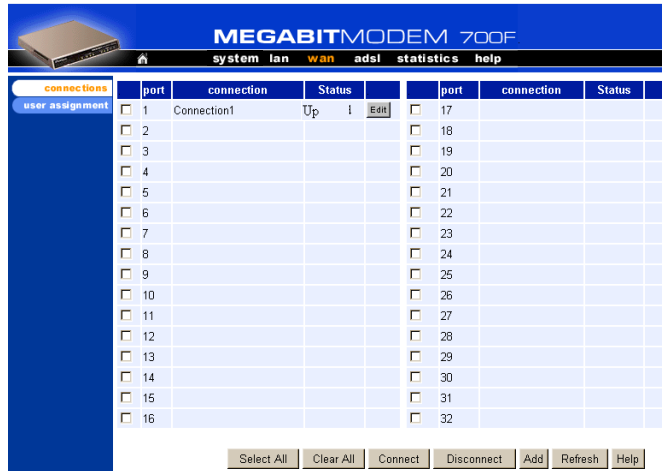 MEGABITMODEM 700F
system lan wan adsl statistics help
connections
user assignment
port connection Status port connection Status
1 Connection1 Up 1 Edit 17
2 18
3 19
4 20
5 21
6 22
7 23
8 24
9 25
10 26
11 27
12 28
13 29
14 30
15 31
16 32
Select All Clear All Connect Disconnect Add Refresh Help